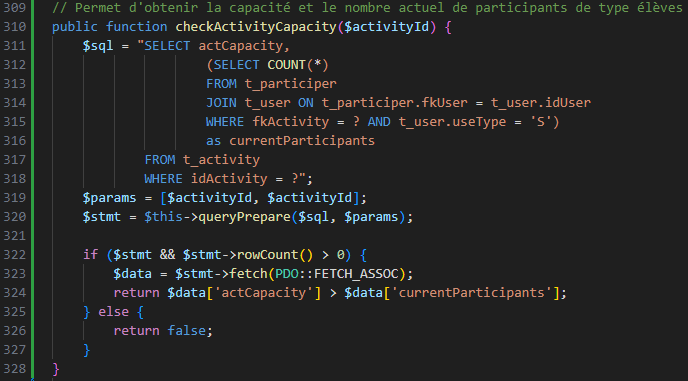 309 // Permet d'obtenir la capacité et le nombre actuel de participants de type élèves
310 public function checkActivityCapacity($activityId) {
311 $sql = "SELECT actCapacity,
312 (SELECT COUNT(*)
313 FROM t_participer
314 JOIN t_user ON t_participer.fkUser = t_user.idUser
315 WHERE fkActivity = ? AND t_user.useType = 'S')
316 as currentParticipants
317 FROM t_activity
318 WHERE idActivity = ?";
319 $params = [$activityId, $activityId];
320 $stmt = $this->queryPrepare($sql, $params);
321
322 if ($stmt && $stmt->rowCount() > 0) {
323 $data = $stmt->fetch(PDO::FETCH_ASSOC);
324 return $data['actCapacity'] > $data['currentParticipants'];
325 } else {
326 return false;
327 }
328 }